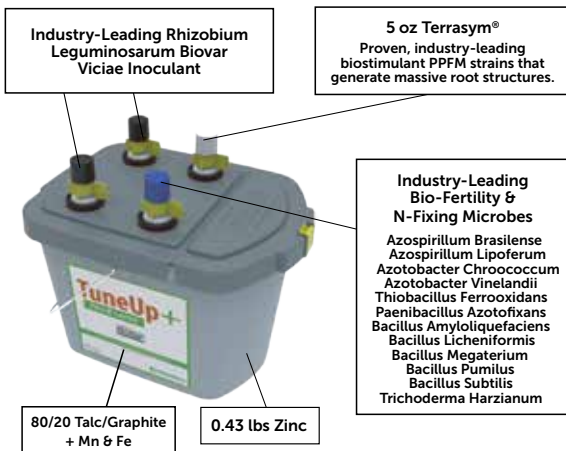 Industry-Leading Rhizobium
Leguminosarum Biovar
Viciae Inoculant
5 oz Terrasym®
Proven, industry-leading
biostimulant PPFM strains that
generate massive root structures.
Industry-Leading
Bio-Fertility &
N-Fixing Microbes
Azospirillum Brasilense
Azospirillum Lipoferum
Azotobacter Chroococcum
Azotobacter Vinelandii
Thiobacillus Ferrooxidans
Paenibacillus Azotofixans
Bacillus Amyloliquefaciens
Bacillus Licheniformis
Bacillus Megaterium
Bacillus Pumilus
Bacillus Subtilis
Trichoderma Harzianum
TuneUp+
80/20 Talc/Graphite
+ Mn & Fe
0.43 lbs Zinc